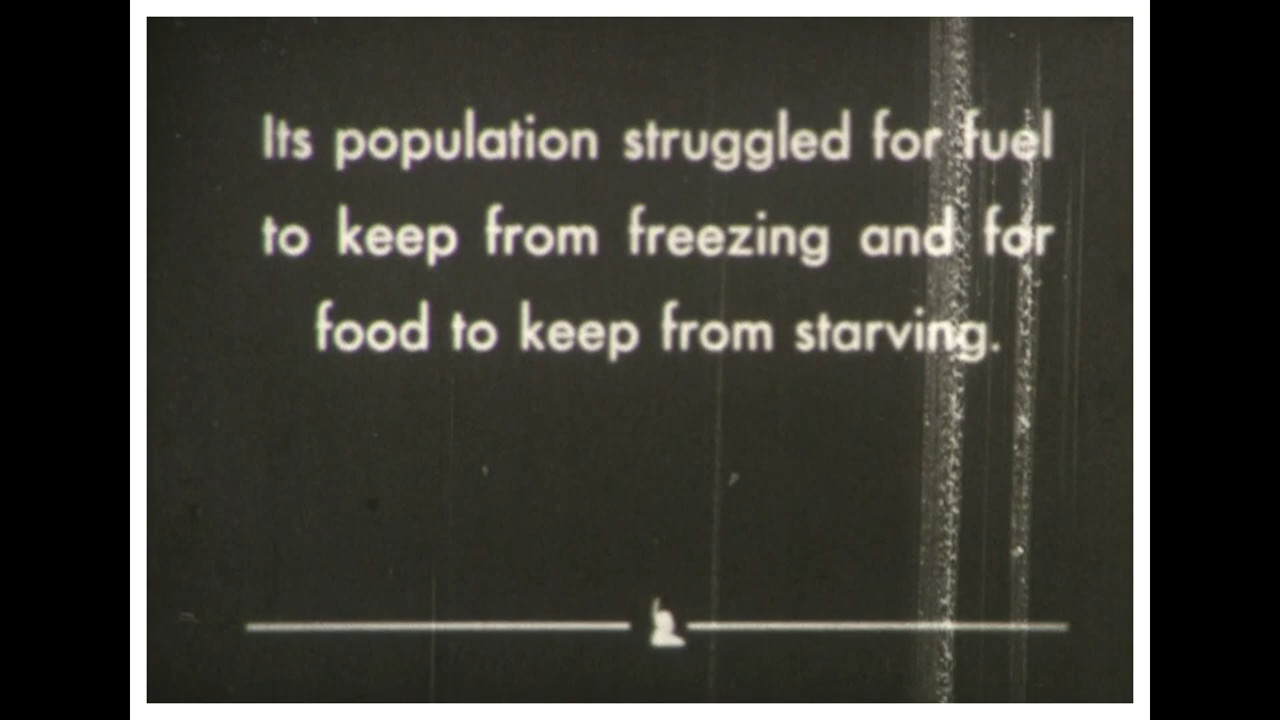 Its population struggled for fuel
to keep from freezing and for
food to keep from starving.